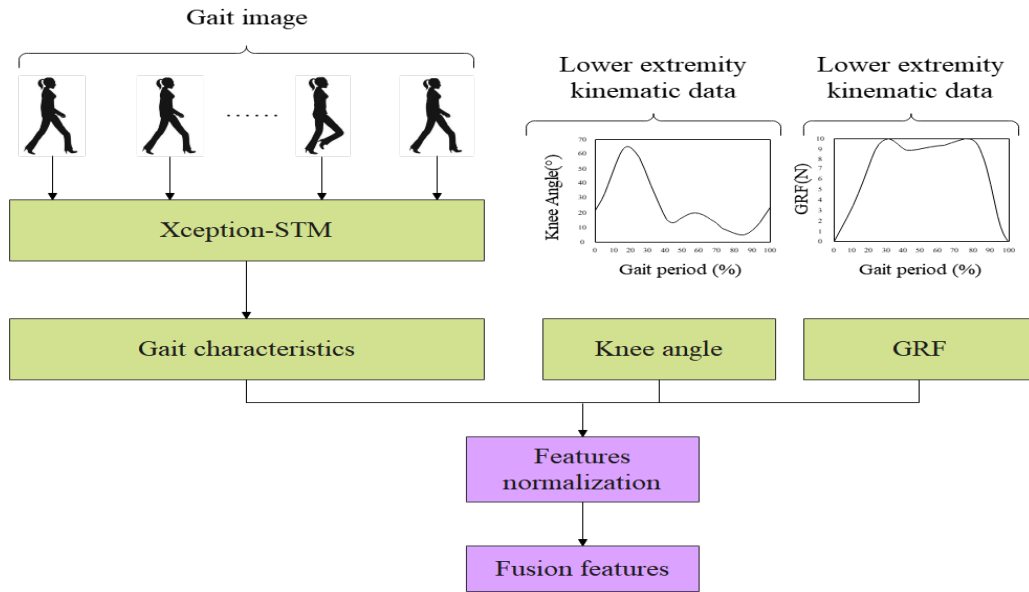 Gait image
......
Xception-STM
Gait characteristics
Lower extremity
kinematic data
Knee Angle(°)
70
60
50
40
30
20
10
0
0 10 20 30 40 50 60 70 80 90 100
Gait period (%)
Knee angle
Lower extremity
kinematic data
GRF(N)
10
9
8
7
6
5
4
3
2
1
0
0 10 20 30 40 50 60 70 80 90 100
Gait period (%)
GRF
Features
normalization
Fusion features